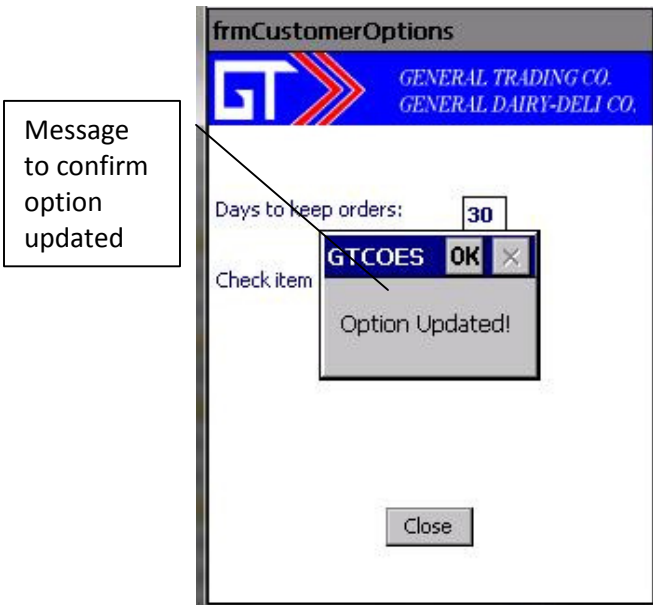 frmCustomerOptions
GT
GENERAL TRADING CO.
GENERAL DAIRY-DELI CO.
Message
to confirm
option
updated
Days to keep orders:
30
GTCOES OK ×
Check item
Option Updated!
Close